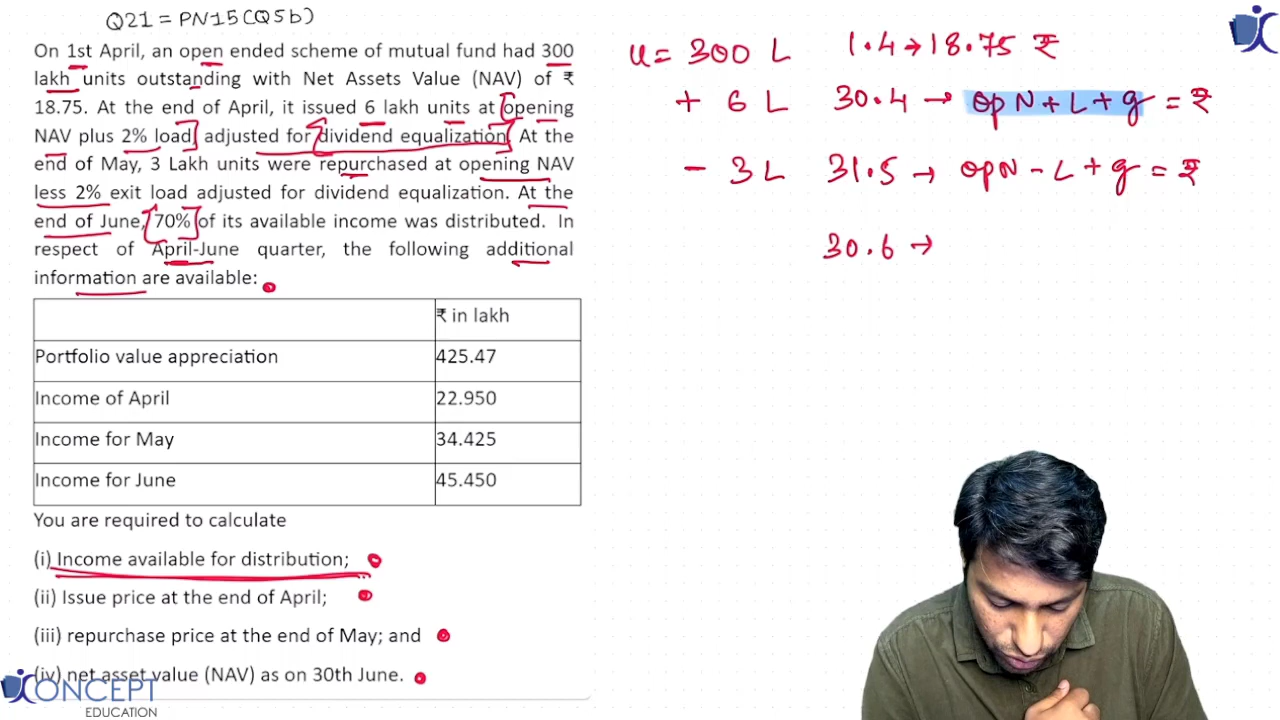 Q21 = PN15(Q5b)
On 1st April, an open ended scheme of mutual fund had 300
lakh units outstanding with Net Assets Value (NAV) of ₹
18.75. At the end of April, it issued 6 lakh units at opening
NAV plus 2% load, adjusted for dividend equalization. At the
end of May, 3 Lakh units were repurchased at opening NAV
less 2% exit load adjusted for dividend equalization. At the
end of June, 70% of its available income was distributed. In
respect of April-June quarter, the following additional
information are available:
₹ in lakh
Portfolio value appreciation 425.47
Income of April 22.950
Income for May 34.425
Income for June 45.450
You are required to calculate
(i) Income available for distribution;
(ii) Issue price at the end of April;
(iii) repurchase price at the end of May; and
(iv) net asset value (NAV) as on 30th June.
CONCEPT
EDUCATION
u = 300 L 1.4 → 18.75 ₹
+ 6 L 30.4 → opN + L + g = ₹
- 3 L 31.5 → opN - L + g = ₹
30.6 →